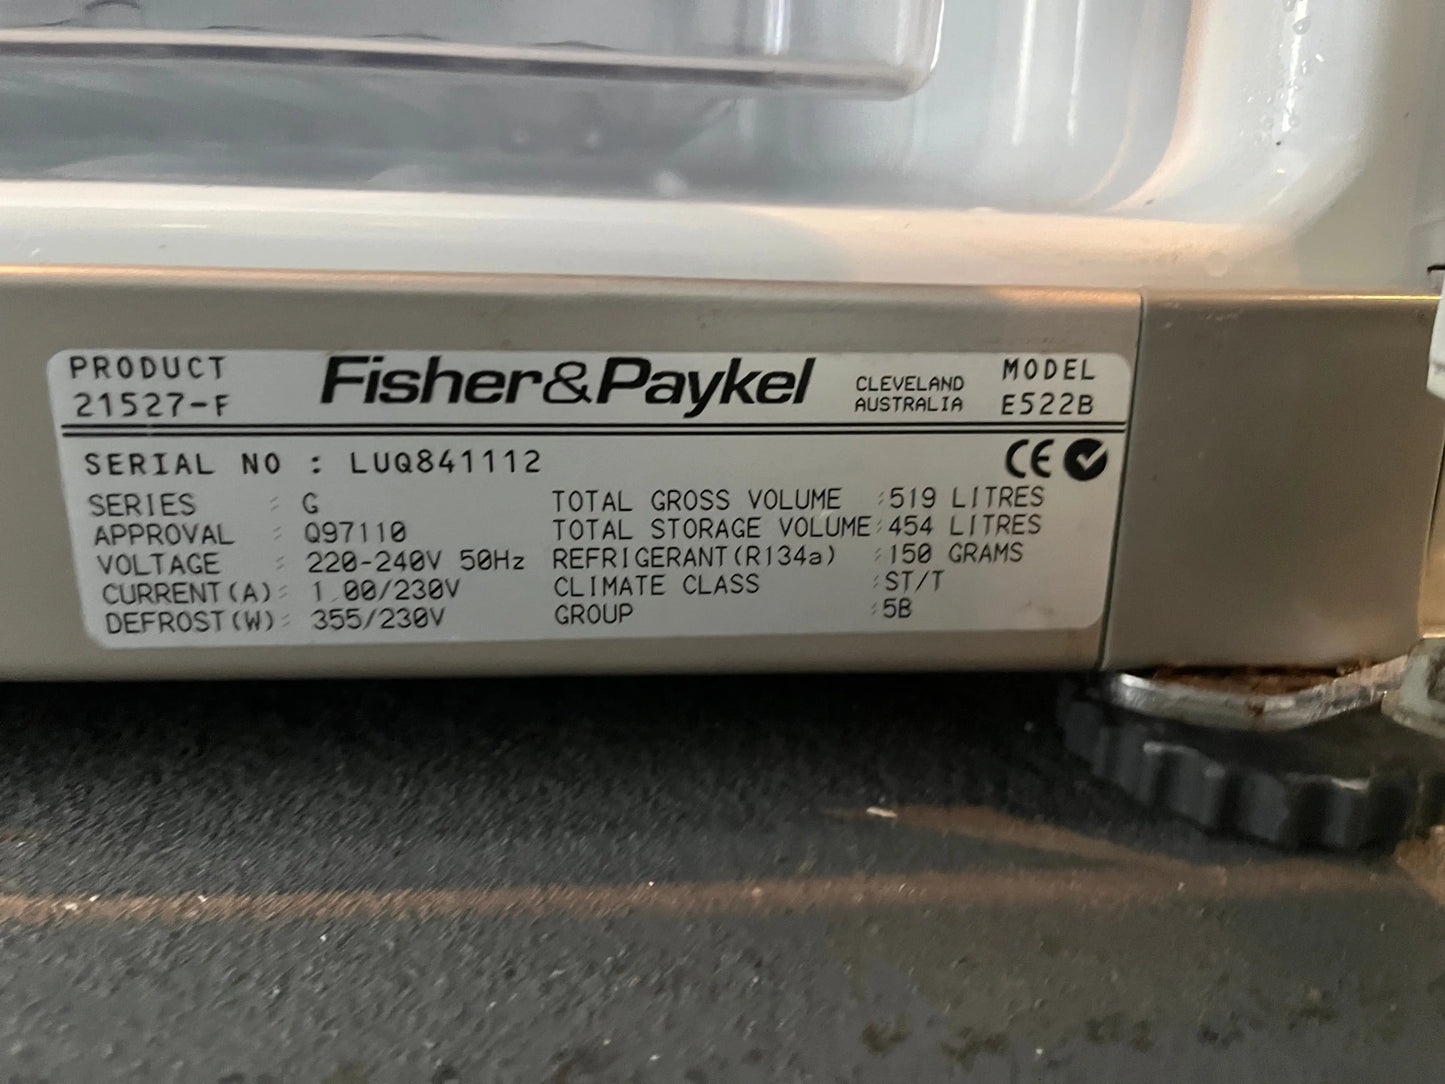 PRODUCT
21527-F
Fisher&Paykel
CLEVELAND
AUSTRALIA
MODEL
E522B
SERIAL NO : LUQ841112
CE
SERIES : G
APPROVAL : Q97110
VOLTAGE : 220-240V 50Hz
CURRENT(A): 1.00/230V
DEFROST(W): 355/230V
TOTAL GROSS VOLUME :519 LITRES
TOTAL STORAGE VOLUME:454 LITRES
REFRIGERANT(R134a) :150 GRAMS
CLIMATE CLASS :ST/T
GROUP :5B